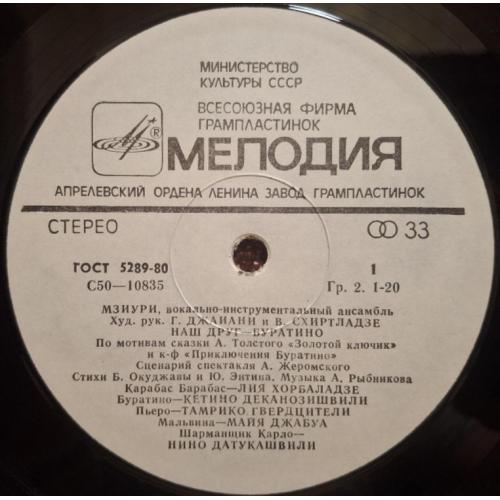 МИНИСТЕРСТВО
КУЛЬТУРЫ СССР
ВСЕСОЮЗНАЯ ФИРМА
ГРАМПЛАСТИНОК
® МЕЛОДИЯ
АПРЕЛЕВСКИЙ ОРДЕНА ЛЕНИНА ЗАВОД ГРАМПЛАСТИНОК
СТЕРЕО 33
ГОСТ 5289-80 1
С50—10835 Гр. 2. 1-20
МЗИУРИ, вокально-инструментальный ансамбль
Худ. рук. Г. ДЖАИАНИ и В. СХИРТЛАДЗЕ
НАШ ДРУГ—БУРАТИНО
По мотивам сказки А. Толстого «Золотой ключик»
и к-ф «Приключения Буратино»
Сценарий спектакля А. Жеромского
Стихи Б. Окуджавы и Ю. Энтина. Музыка А. Рыбникова
Карабас Барабас—ЛИЯ ХОРБАЛАДЗЕ
Буратино—КЕТИНО ДЕКАНОЗИШВИЛИ
Пьеро—ТАМРИКО ГВЕРДЦИТЕЛИ
Мальвина—МАЙЯ ДЖАБУА
Шарманщик Карло—
НИНО ДАТУКАШВИЛИ